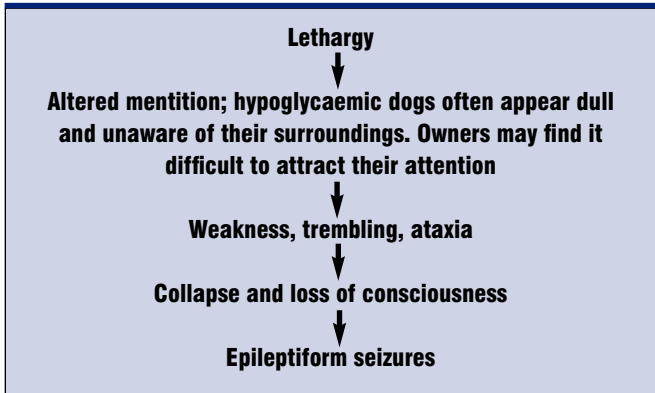 Lethargy
Altered mentition; hypoglycaemic dogs often appear dull
and unaware of their surroundings. Owners may find it
difficult to attract their attention
Weakness, trembling, ataxia
Collapse and loss of consciousness
Epileptiform seizures